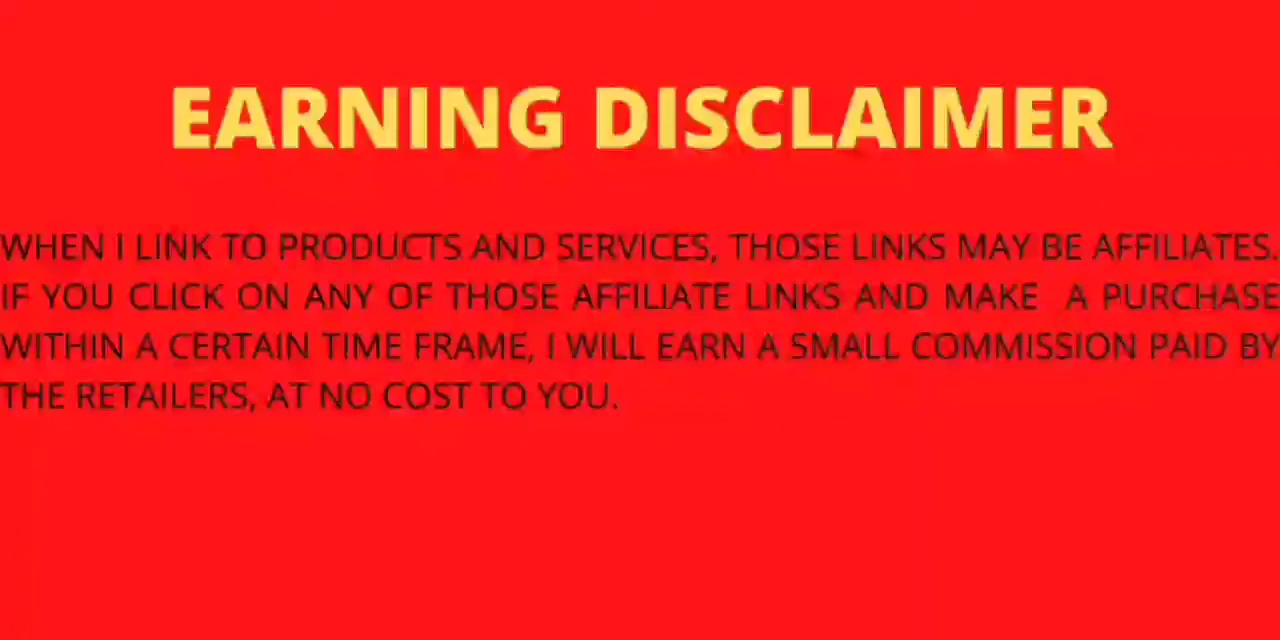 EARNING DISCLAIMER
WHEN I LINK TO PRODUCTS AND SERVICES, THOSE LINKS MAY BE AFFILIATES.
IF YOU CLICK ON ANY OF THOSE AFFILIATE LINKS AND MAKE A PURCHASE
WITHIN A CERTAIN TIME FRAME, I WILL EARN A SMALL COMMISSION PAID BY
THE RETAILERS, AT NO COST TO YOU.